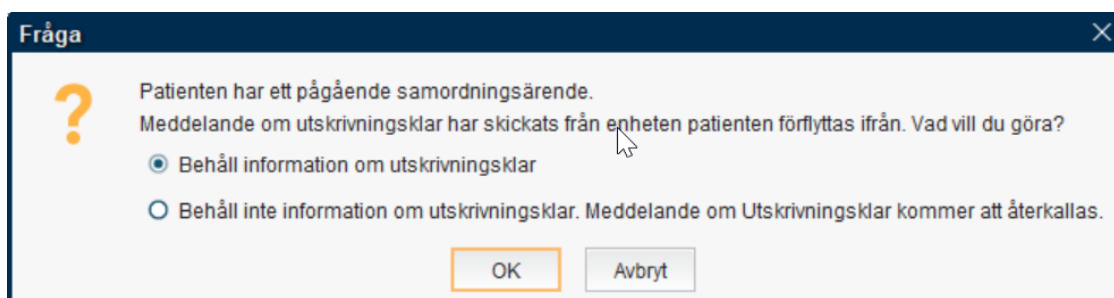 Fråga
Patienten har ett pågående samordningsärende.
Meddelande om utskrivningsklar har skickats från enheten patienten förflyttas ifrån. Vad vill du göra?
Behåll information om utskrivningsklar
Behåll inte information om utskrivningsklar. Meddelande om Utskrivningsklar kommer att återkallas.
OK Avbryt